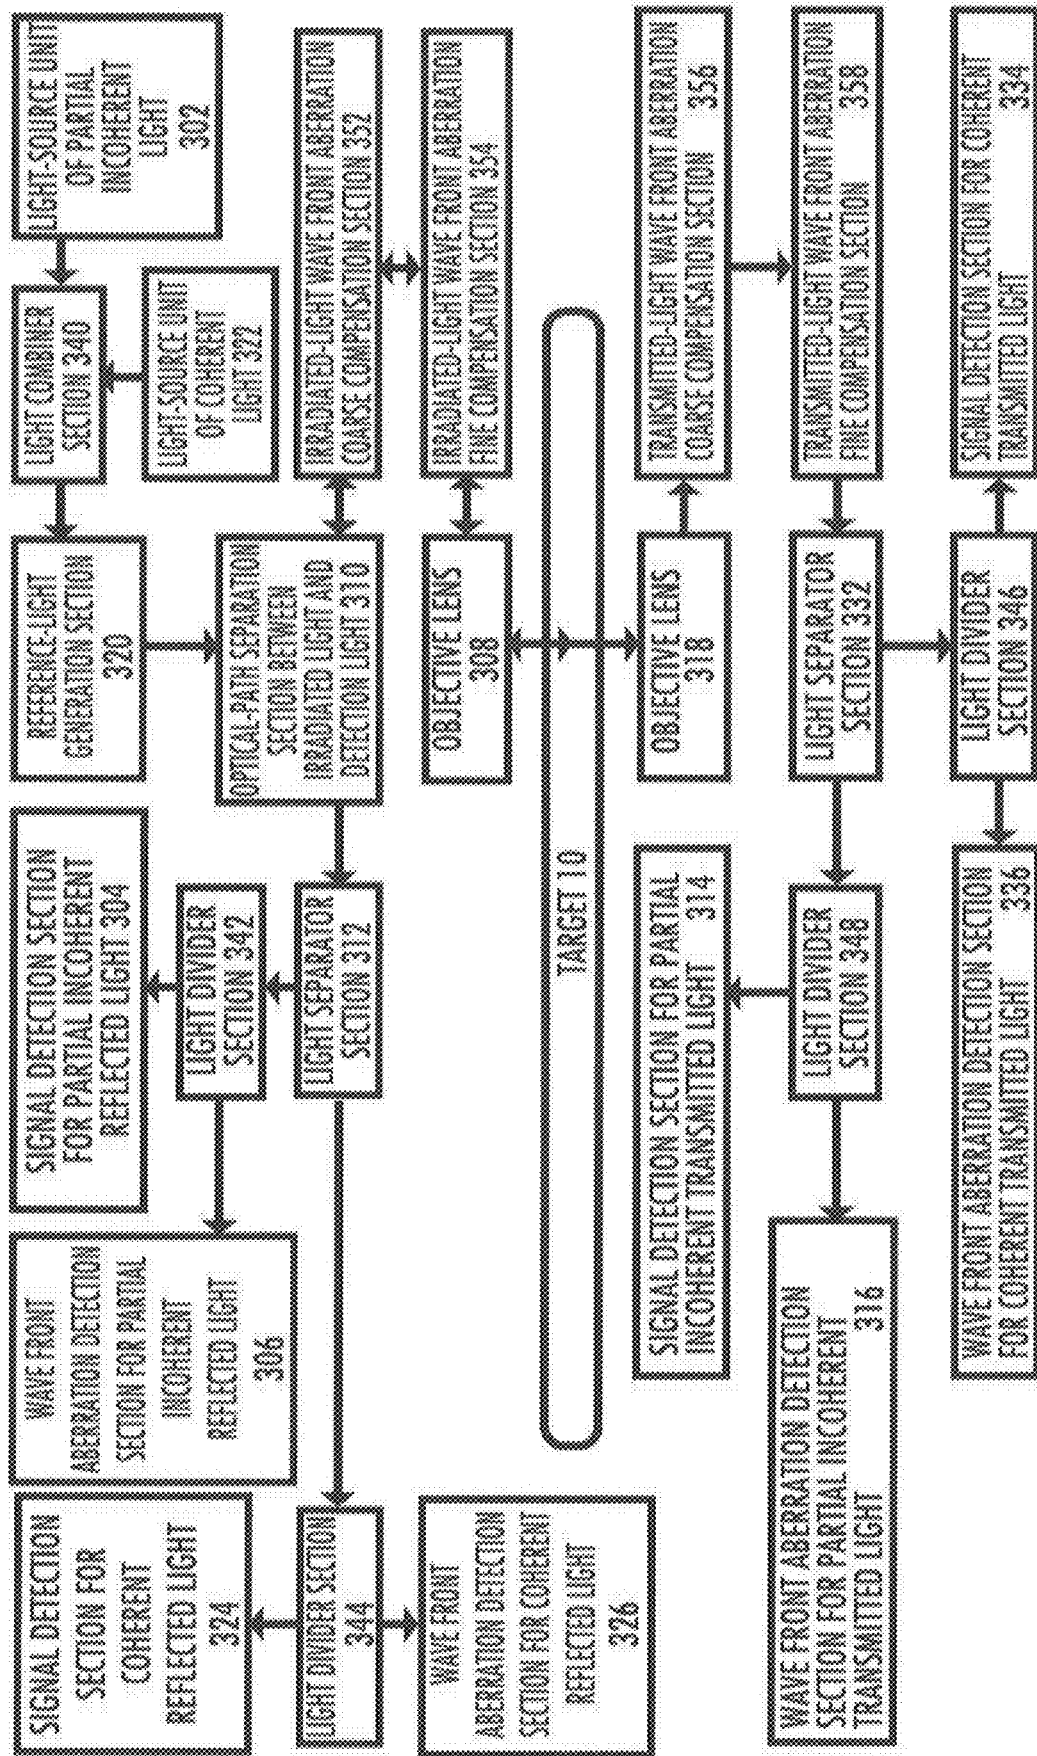 SIGNAL DETECTION
SECTION FOR
COHERENT
REFLECTED LIGHT
324
LIGHT DIVIDER SECTION
344
WAVE FRONT
ABERRATION DETECTION
SECTION FOR COHERENT
REFLECTED LIGHT
326
WAVE FRONT
ABERRATION DETECTION
SECTION FOR PARTIAL
INCOHERENT
REFLECTED LIGHT
306
SIGNAL DETECTION SECTION
FOR PARTIAL INCOHERENT
REFLECTED LIGHT 304
LIGHT DIVIDER
SECTION 342
LIGHT SEPARATOR
SECTION 312
REFERENCE-LIGHT
GENERATION SECTION
320
OPTICAL-PATH SEPARATION
SECTION BETWEEN
IRRADIATED LIGHT AND
DETECTION LIGHT 310
OBJECTIVE LENS
308
LIGHT COMBINER
SECTION 340
LIGHT-SOURCE UNIT
OF COHERENT
LIGHT 322
LIGHT-SOURCE UNIT
OF PARTIAL
INCOHERENT
LIGHT
302
IRRADIATED-LIGHT WAVE FRONT ABERRATION
COARSE COMPENSATION SECTION 352
IRRADIATED-LIGHT WAVE FRONT ABERRATION
FINE COMPENSATION SECTION 354
TARGET 10
SIGNAL DETECTION SECTION FOR PARTIAL
INCOHERENT TRANSMITTED LIGHT 314
OBJECTIVE LENS
318
TRANSMITTED-LIGHT WAVE FRONT ABERRATION
COARSE COMPENSATION SECTION 356
WAVE FRONT ABERRATION DETECTION
SECTION FOR PARTIAL INCOHERENT
TRANSMITTED LIGHT 316
LIGHT DIVIDER
SECTION 348
LIGHT SEPARATOR
SECTION 332
TRANSMITTED-LIGHT WAVE FRONT ABERRATION
FINE COMPENSATION SECTION 358
WAVE FRONT ABERRATION DETECTION SECTION
FOR COHERENT TRANSMITTED LIGHT 336
LIGHT DIVIDER
SECTION 346
SIGNAL DETECTION SECTION FOR COHERENT
TRANSMITTED LIGHT 334